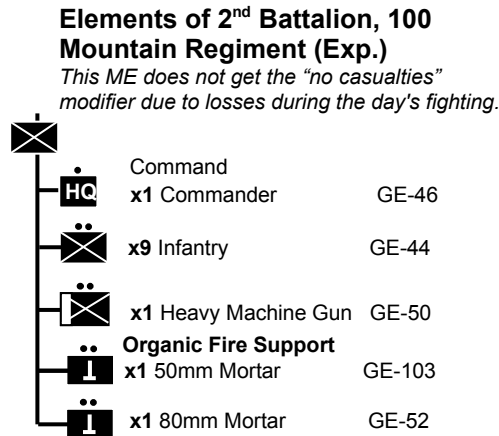 Elements of 2nd Battalion, 100
Mountain Regiment (Exp.)
This ME does not get the “no casualties”
modifier due to losses during the day's fighting.
Command
HQ x1 Commander GE-46
x9 Infantry GE-44
x1 Heavy Machine Gun GE-50
Organic Fire Support
x1 50mm Mortar GE-103
x1 80mm Mortar GE-52